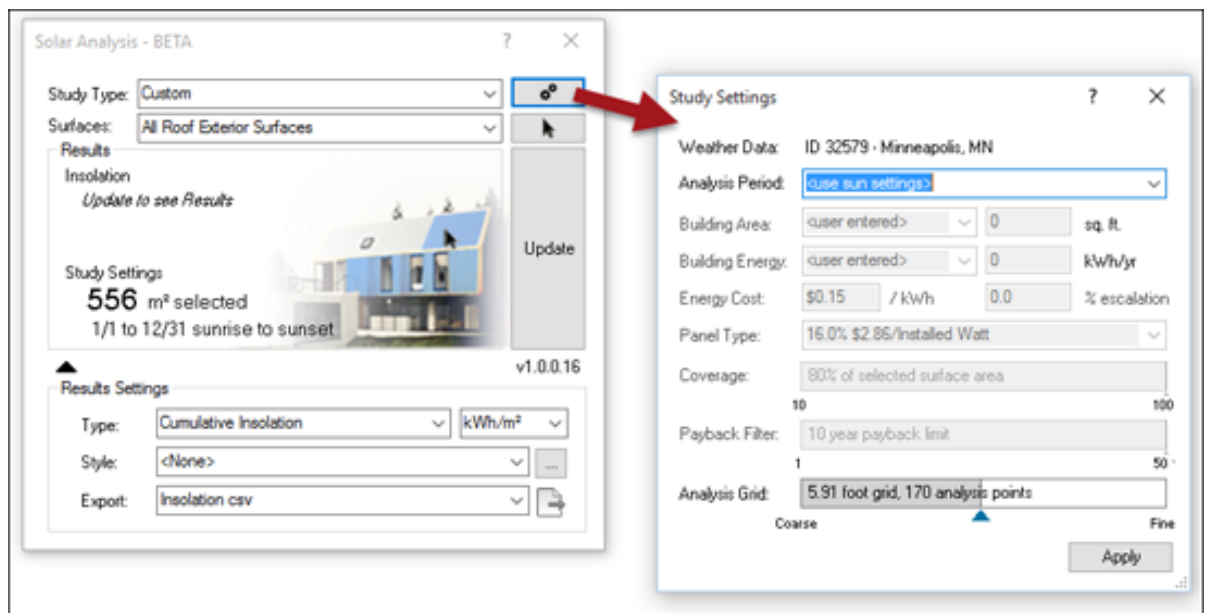 Solar Analysis - BETA ?
Study Type: Custom
Surfaces: All Roof Exterior Surfaces
Results
Insolation
Update to see Results
Study Settings
556 m² selected
1/1 to 12/31 sunrise to sunset
Update
v1.0.0.16
Results Settings
Type: Cumulative Insolation kWh/m²
Style: <None> ...
Export: Insolation csv
Study Settings ?
Weather Data: ID 32579 - Minneapolis, MN
Analysis Period: <use sun settings>
Building Area: <user entered> 0 sq. ft.
Building Energy: <user entered> 0 kWh/yr
Energy Cost: $0.15 / kWh 0.0 % escalation
Panel Type: 16.0% $2.86/Installed Watt
Coverage: 80% of selected surface area
10 100
Payback Filter: 10 year payback limit
1 50
Analysis Grid: 5.91 foot grid, 170 analysis points
Coarse Fine
Apply